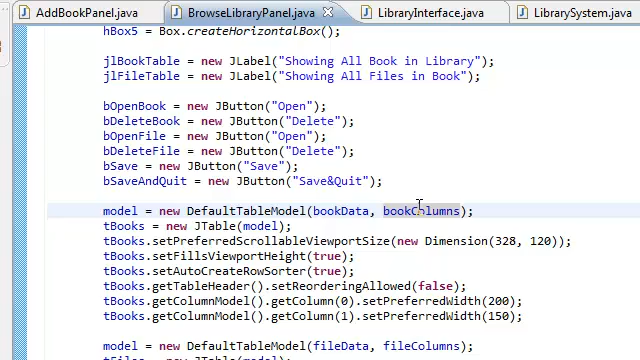 AddBookPanel.java BrowseLibraryPanel.java LibraryInterface.java LibrarySystem.java
hBox5 = Box.createHorizontalBox();
jlBookTable = new JLabel("Showing All Book in Library");
jlFileTable = new JLabel("Showing All Files in Book");
bOpenBook = new JButton("Open");
bDeleteBook = new JButton("Delete");
bOpenFile = new JButton("Open");
bDeleteFile = new JButton("Delete");
bSave = new JButton("Save");
bSaveAndQuit = new JButton("Save&Quit");
model = new DefaultTableModel(bookData, bookColumns);
tBooks = new JTable(model);
tBooks.setPreferredScrollableViewportSize(new Dimension(328, 120));
tBooks.setFillsViewportHeight(true);
tBooks.setAutoCreateRowSorter(true);
tBooks.getTableHeader().setReorderingAllowed(false);
tBooks.getColumnModel().getColumn(0).setPreferredWidth(200);
tBooks.getColumnModel().getColumn(1).setPreferredWidth(150);
model = new DefaultTableModel(fileData, fileColumns);
tFiles = new JTable(model);